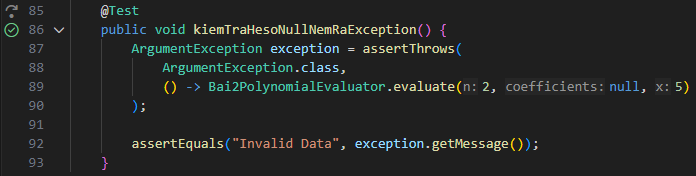 85 @Test
86 public void kiemTraHesoNullNemRaException() {
87 ArgumentException exception = assertThrows(
88 ArgumentException.class,
89 () -> Bai2PolynomialEvaluator.evaluate(n: 2, coefficients: null, x: 5)
90 );
91
92 assertEquals("Invalid Data", exception.getMessage());
93 }